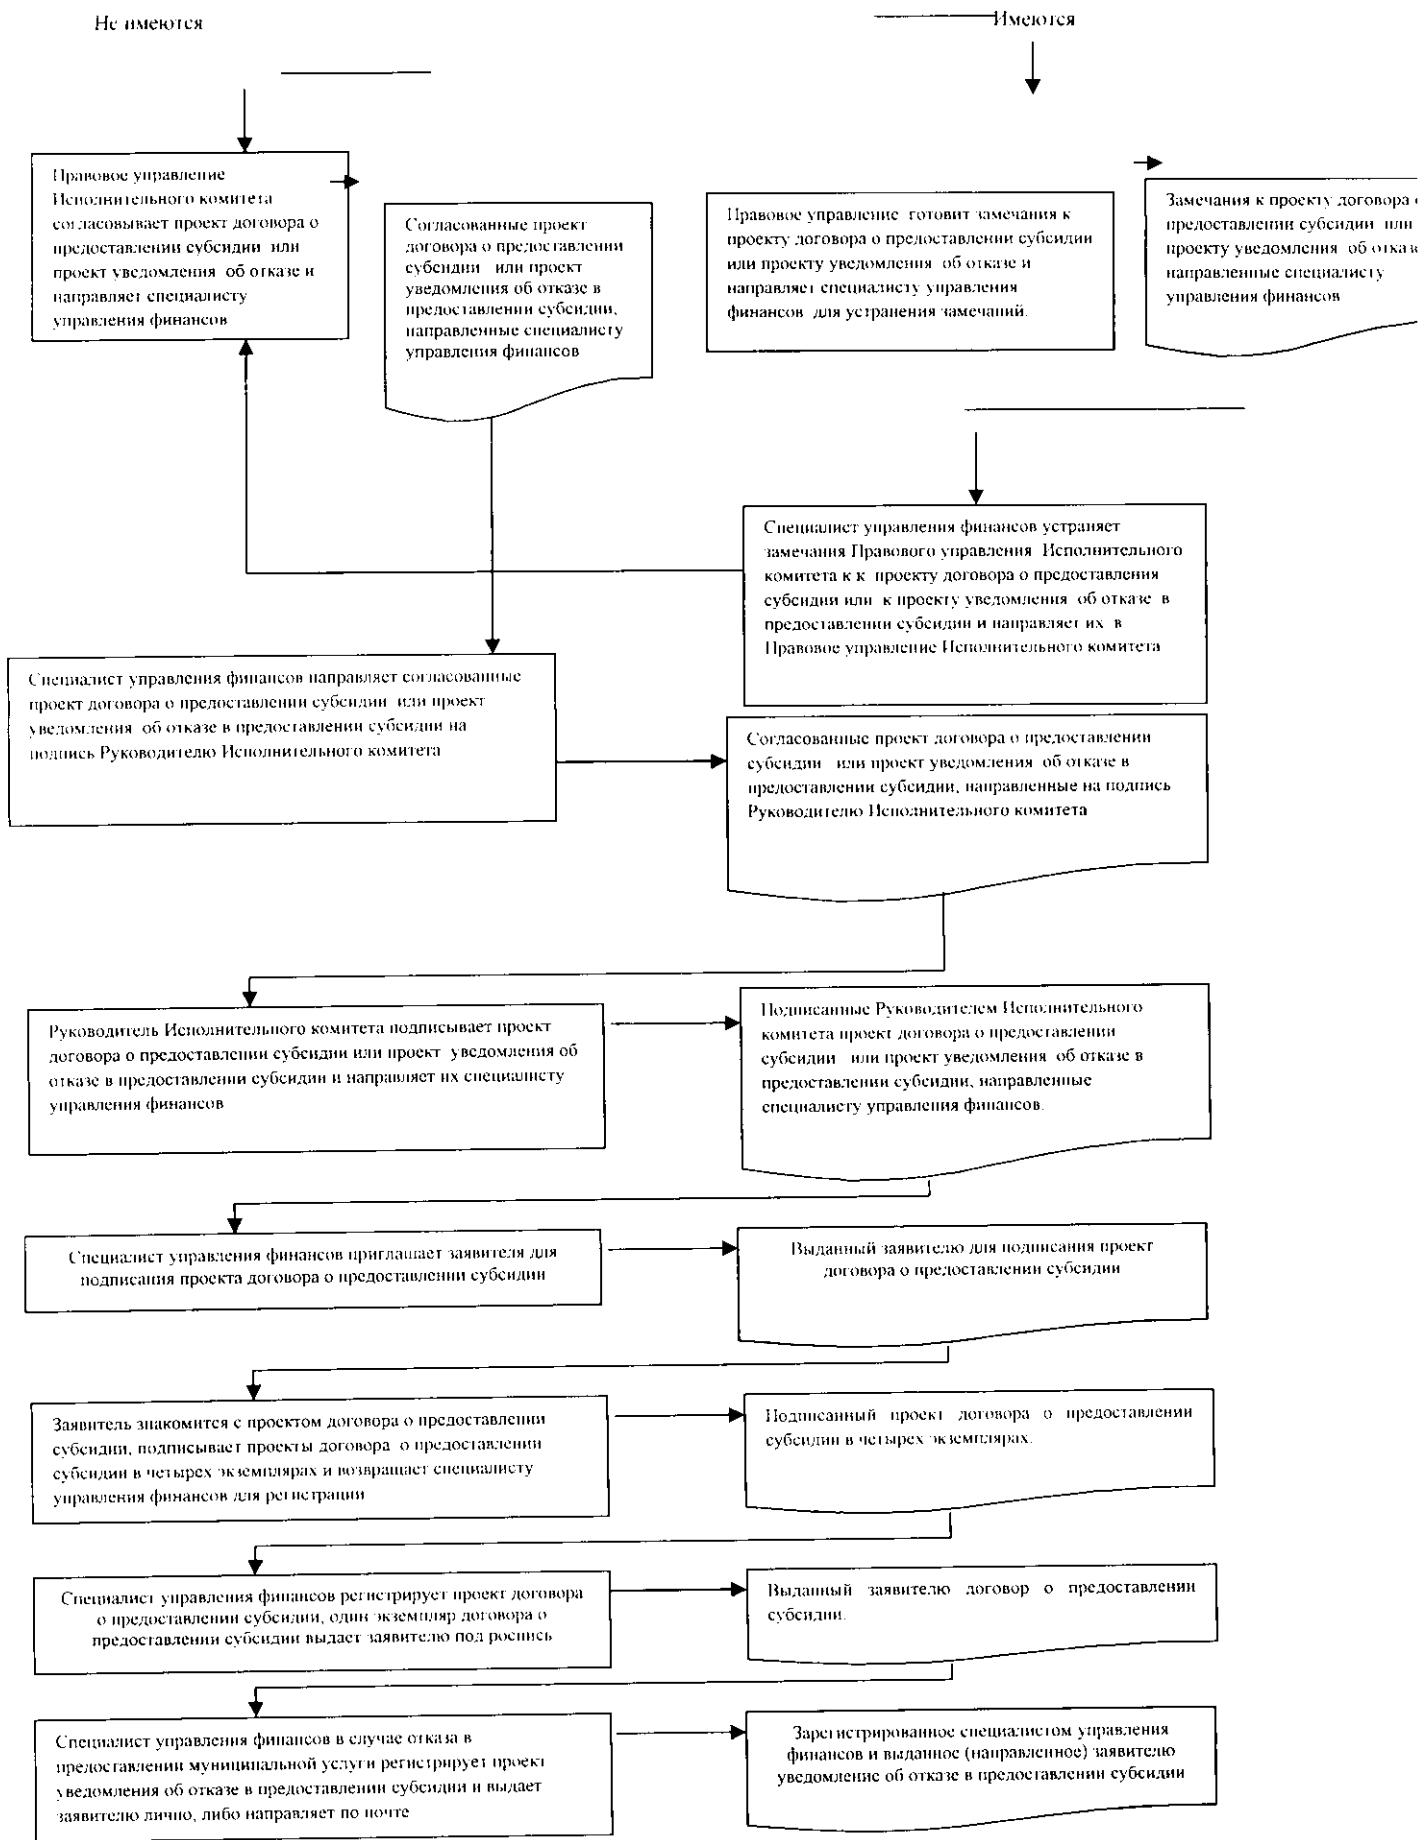 Не имеются
Имеются
Правовое управление
Исполнительного комитета
согласовывает проект договора о
предоставлении субсидии или
проект уведомления об отказе и
направляет специалисту
управления финансов
Согласованные проект
договора о предоставлении
субсидии или проект
уведомления об отказе в
предоставлении субсидии,
направленные специалисту
управления финансов
Правовое управление готовит замечания к
проекту договора о предоставлении субсидии
или проекту уведомления об отказе и
направляет специалисту управления
финансов для устранения замечаний.
Замечания к проекту договора
предоставлении субсидии или
проекту уведомления об отказе
направленные специалисту
управления финансов
Специалист управления финансов устраняет
замечания Правового управления Исполнительного
комитета к к проекту договора о предоставления
субсидии или к проекту уведомления об отказе в
предоставлении субсидии и направляет их в
Правовое управление Исполнительного комитета
Специалист управления финансов направляет согласованные
проект договора о предоставлении субсидии или проект
уведомления об отказе в предоставлении субсидии на
подпись Руководителю Исполнительного комитета
Согласованные проект договора о предоставлении
субсидии или проект уведомления об отказе в
предоставлении субсидии, направленные на подпись
Руководителю Исполнительного комитета
Руководитель Исполнительного комитета подписывает проект
договора о предоставлении субсидии или проект уведомления об
отказе в предоставлении субсидии и направляет их специалисту
управления финансов
Подписанные Руководителем Исполнительного
комитета проект договора о предоставлении
субсидии или проект уведомления об отказе в
предоставлении субсидии, направленные
специалисту управления финансов.
Специалист управления финансов приглашает заявителя для
подписания проекта договора о предоставлении субсидии
Выданный заявителю для подписания проект
договора о предоставлении субсидии
Заявитель знакомится с проектом договора о предоставлении
субсидии, подписывает проекты договора о предоставлении
субсидии в четырех экземплярах и возвращает специалисту
управления финансов для регистрации
Подписанный проект договора о предоставлении
субсидии в четырех экземплярах.
Специалист управления финансов регистрирует проект договора
о предоставлении субсидии, один экземпляр договора о
предоставлении субсидии выдает заявителю под роспись
Выданный заявителю договор о предоставлении
субсидии.
Специалист управления финансов в случае отказа в
предоставлении муниципальной услуги регистрирует проект
уведомления об отказе в предоставлении субсидии и выдает
заявителю лично, либо направляет по почте
Зарегистрированное специалистом управления
финансов и выданное (направленное) заявителю
уведомление об отказе в предоставлении субсидии